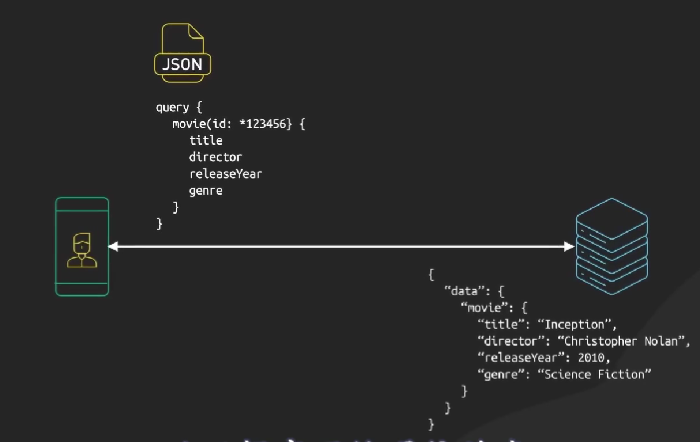 JSON
query {
movie(id: *123456} {
title
director
releaseYear
genre
}
}
{
“data”: {
“movie”: {
“title”: “Inception”,
“director”: “Christopher Nolan”,
“releaseYear”: 2010,
“genre”: “Science Fiction”
}
}
}